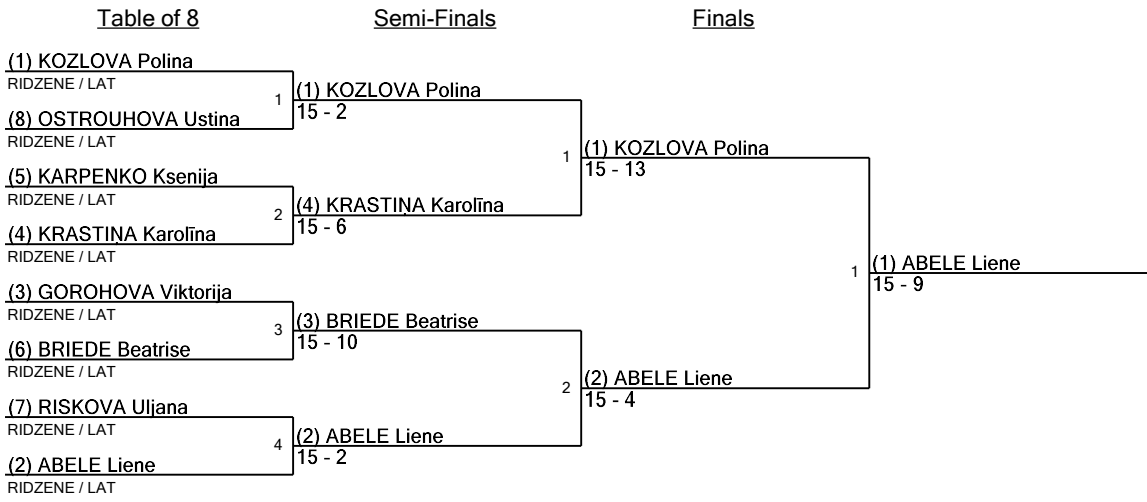 Table of 8
Semi-Finals
Finals
(1) KOZLOVA Polina
RIDZENE / LAT
1
(8) OSTROUHOVA Ustina
RIDZENE / LAT
(5) KARPENKO Ksenija
RIDZENE / LAT
2
(4) KRASTIŅA Karolīna
RIDZENE / LAT
(3) GOROHOVA Viktorija
RIDZENE / LAT
3
(6) BRIEDE Beatrise
RIDZENE / LAT
(7) RISKOVA Uljana
RIDZENE / LAT
4
(2) ABELE Liene
RIDZENE / LAT
(1) KOZLOVA Polina
15 - 2
1
(4) KRASTIŅA Karolīna
15 - 6
(3) BRIEDE Beatrise
15 - 10
2
(2) ABELE Liene
15 - 2
(1) KOZLOVA Polina
15 - 13
1
(2) ABELE Liene
15 - 4
(1) ABELE Liene
15 - 9